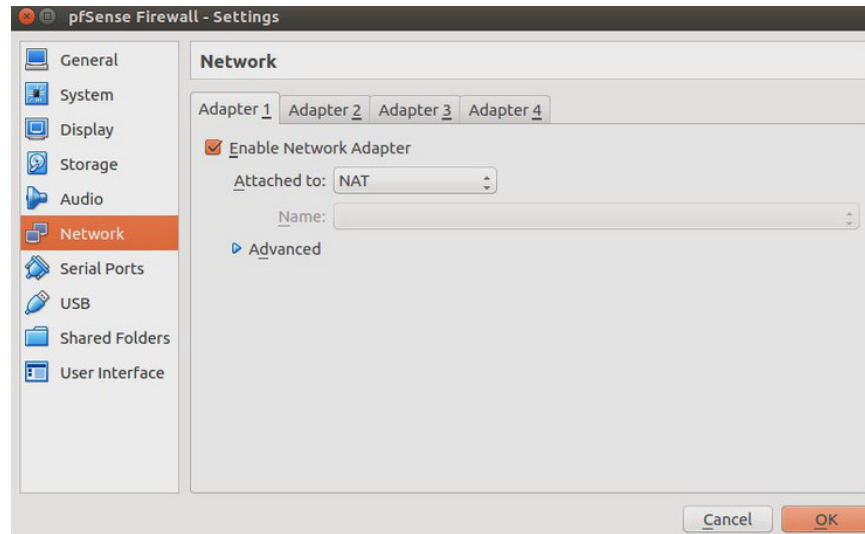 pfSense Firewall - Settings
General
System
Display
Storage
Audio
Network
Serial Ports
USB
Shared Folders
User Interface
Network
Adapter 1 Adapter 2 Adapter 3 Adapter 4
Enable Network Adapter
Attached to: NAT
Name:
Advanced
Cancel OK